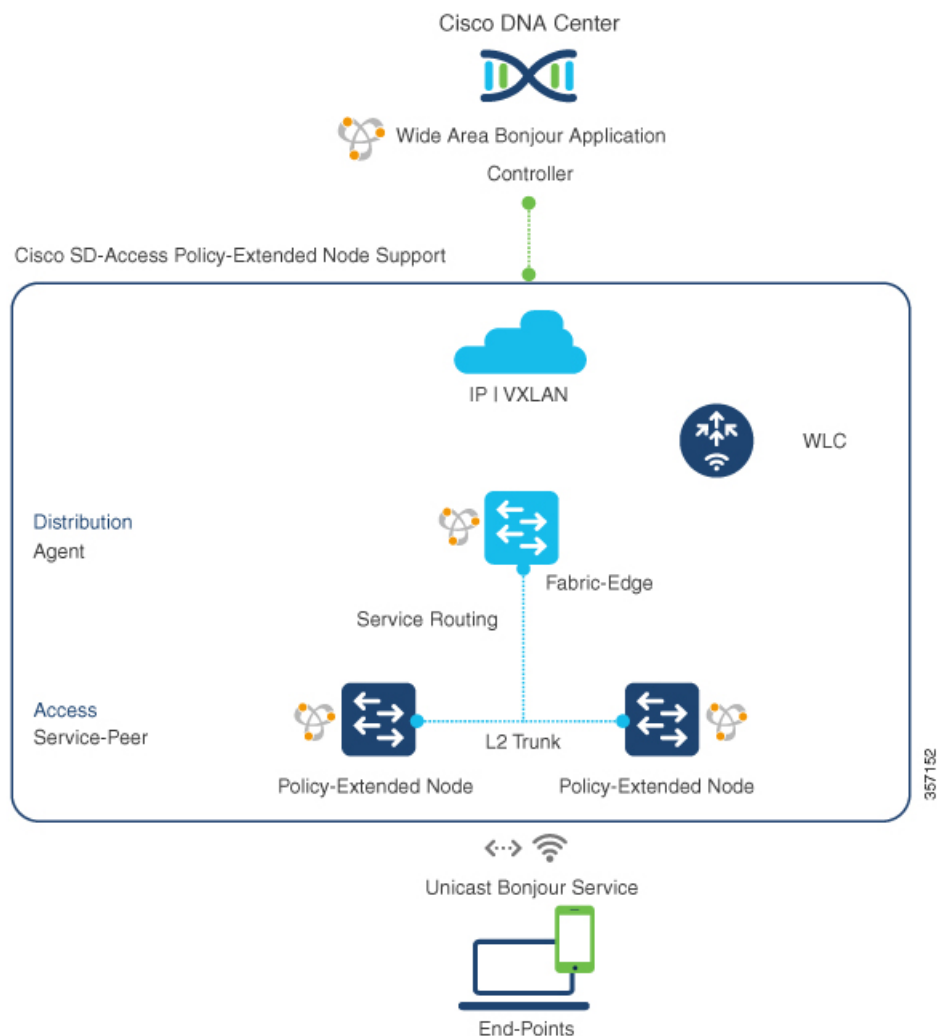 Cisco DNA Center
Wide Area Bonjour Application
Controller
Cisco SD-Access Policy-Extended Node Support
IP | VXLAN
WLC
Distribution
Agent
Fabric-Edge
Service Routing
Access
Service-Peer
L2 Trunk
Policy-Extended Node
Policy-Extended Node
357152
Unicast Bonjour Service
End-Points